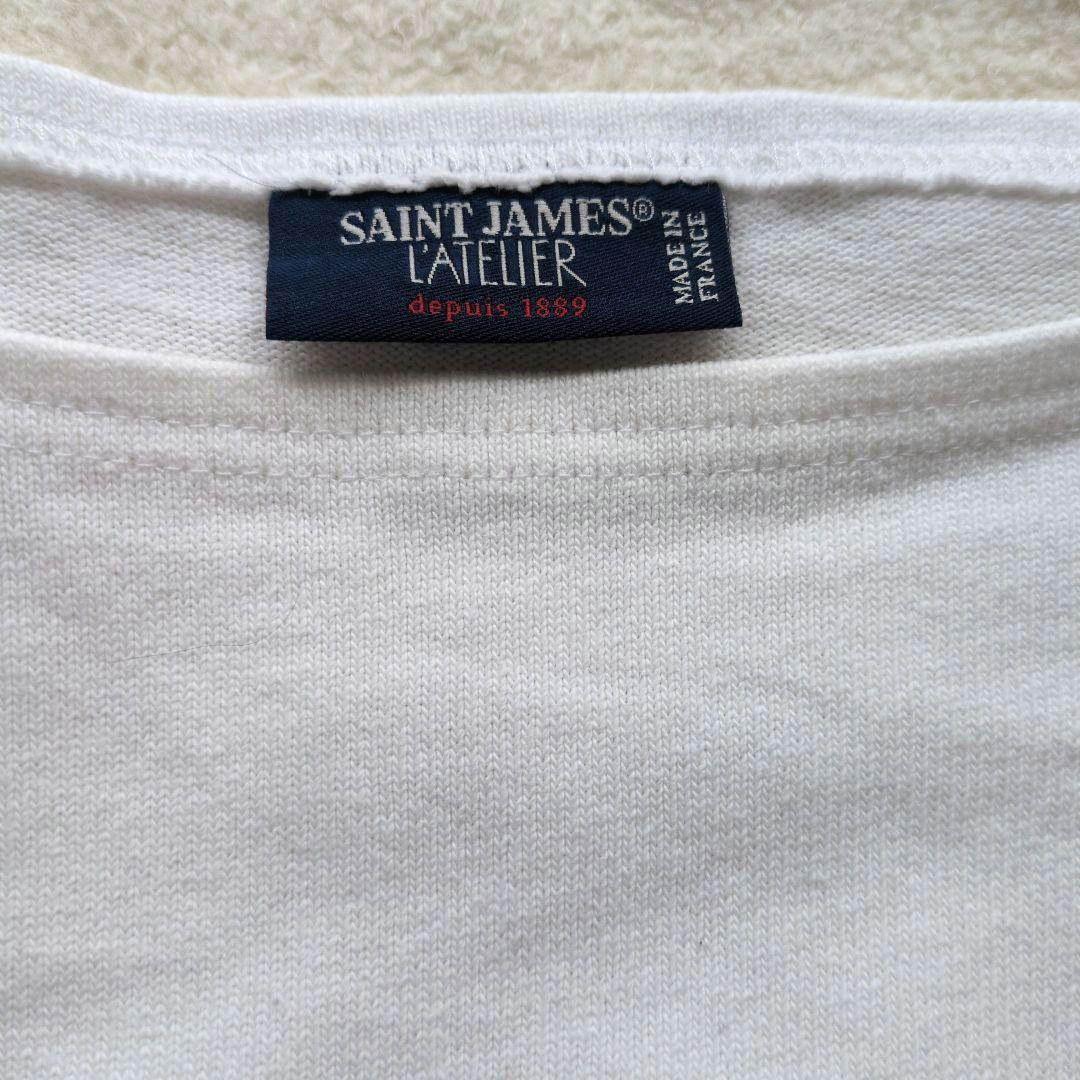 SAINT JAMES®
L'ATELIER
depuis 1889
MADE IN
FRANCE